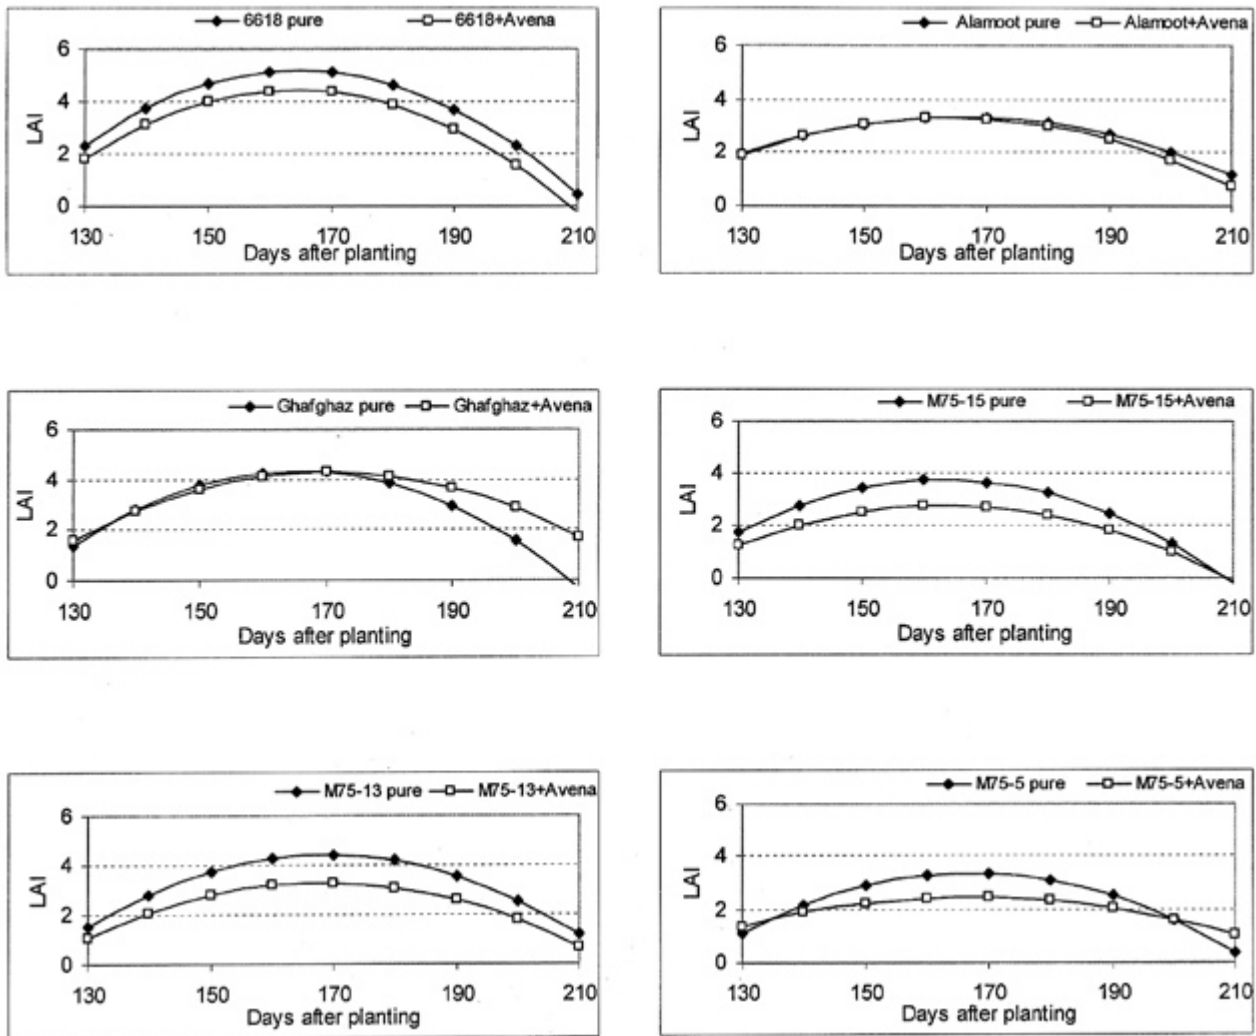 6618 pure 6618+Avena
6
4
2
0
LAI
130 150 170 190 210
Days after planting
Alamoot pure Alamoot+Avena
6
4
2
0
LAI
130 150 170 190 210
Days after planting
Ghafghaz pure Ghafghaz+Avena
6
4
2
0
LAI
130 150 170 190 210
Days after planting
M75-15 pure M75-15+Avena
6
4
2
0
LAI
130 150 170 190 210
Days after planting
M75-13 pure M75-13+Avena
6
4
2
0
LAI
130 150 170 190 210
Days after planting
M75-5 pure M75-5+Avena
6
4
2
0
LAI
130 150 170 190 210
Days after planting